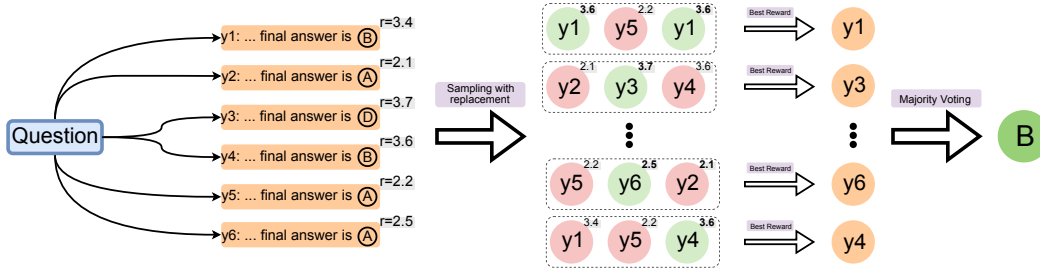 Question
y1: ... final answer is B r=3.4
y2: ... final answer is A r=2.1
y3: ... final answer is D r=3.7
y4: ... final answer is B r=3.6
y5: ... final answer is A r=2.2
y6: ... final answer is A r=2.5
Sampling with
replacement
3.6 2.2 3.6
y1 y5 y1
2.1 3.7 3.6
y2 y3 y4
2.2 2.5 2.1
y5 y6 y2
3.4 2.2 3.6
y1 y5 y4
Best Reward
y1
Best Reward
y3
Best Reward
y6
Best Reward
y4
Majority Voting
B